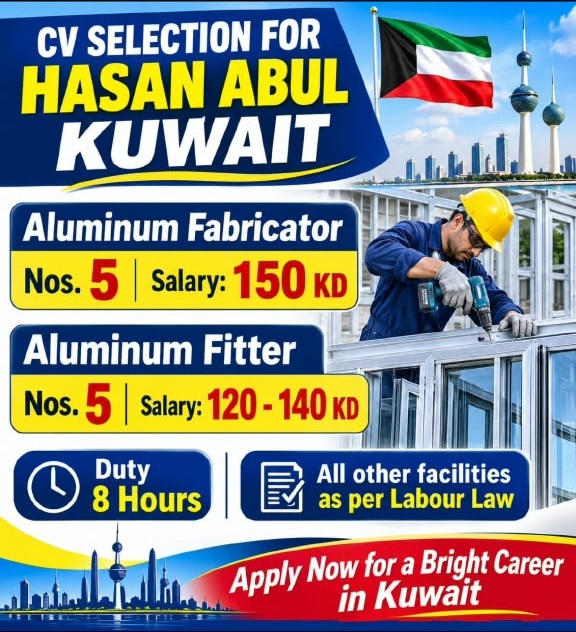 CV SELECTION FOR
HASAN ABUL
KUWAIT
Aluminum Fabricator
Nos. 5 | Salary: 150 KD
Aluminum Fitter
Nos. 5 | Salary: 120 - 140 KD
Duty
8 Hours
All other facilities
as per Labour Law
Apply Now for a Bright Career
in Kuwait